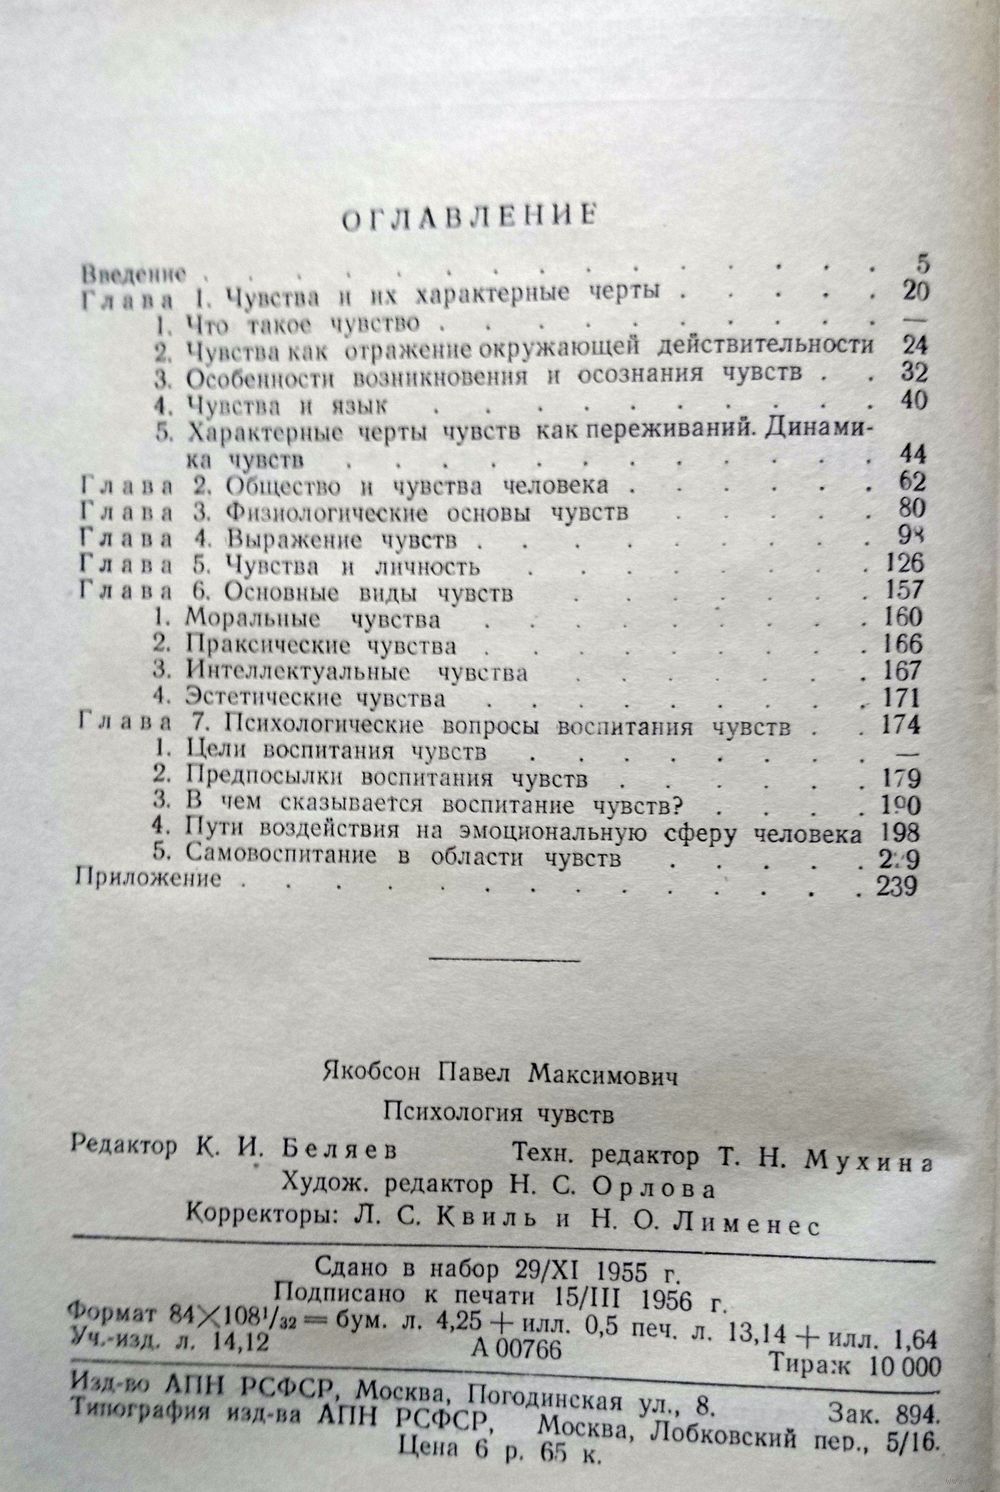 ОГЛАВЛЕНИЕ
Введение . . . . . . . . . . . . . . 5
Глава 1. Чувства и их характерные черты . . . . . 20
1. Что такое чувство . . . . . . . . . . —
2. Чувства как отражение окружающей действительности 24
3. Особенности возникновения и осознания чувств . . 32
4. Чувства и язык . . . . . . . . . 40
5. Характерные черты чувств как переживаний. Динами-
ка чувств . . . . . . . . . . . 44
Глава 2. Общество и чувства человека . . . . . . 62
Глава 3. Физиологические основы чувств . . . . . 80
Глава 4. Выражение чувств . . . . . . . . . 98
Глава 5. Чувства и личность . . . . . . . . 126
Глава 6. Основные виды чувств . . . . . . . 157
1. Моральные чувства . . . . . . . . . 160
2. Праксические чувства . . . . . . . . . 166
3. Интеллектуальные чувства . . . . . . . 167
4. Эстетические чувства . . . . . . . . . 171
Глава 7. Психологические вопросы воспитания чувств . . 174
1. Цели воспитания чувств . . . . . . . . —
2. Предпосылки воспитания чувств . . . . . . 179
3. В чем сказывается воспитание чувств? . . . . 190
4. Пути воздействия на эмоциональную сферу человека 198
5. Самовоспитание в области чувств . . . . .
Приложение . . . . . . . . . . . . . . 239
Якобсон Павел Максимович
Психология чувств
Редактор К. И. Беляев Техн. редактор Т. Н. Мухина
Худож. редактор Н. С. Орлова
Корректоры: Л. С. Квиль и Н. О. Лименес
Сдано в набор 29/XI 1955 г.
Подписано к печати 15/III 1956 г.
Формат 84×108¹/₃₂ = бум. л. 4,25 + илл. 0,5 печ. л. 13,14 + илл. 1,64
Уч.-изд. л. 14,12 А 00766 Тираж 10 000
Изд-во АПН РСФСР, Москва, Погодинская ул., 8. Зак. 894.
Типография изд-ва АПН РСФСР, Москва, Лобковский пер., 5/16.
Цена 6 р. 65 к.